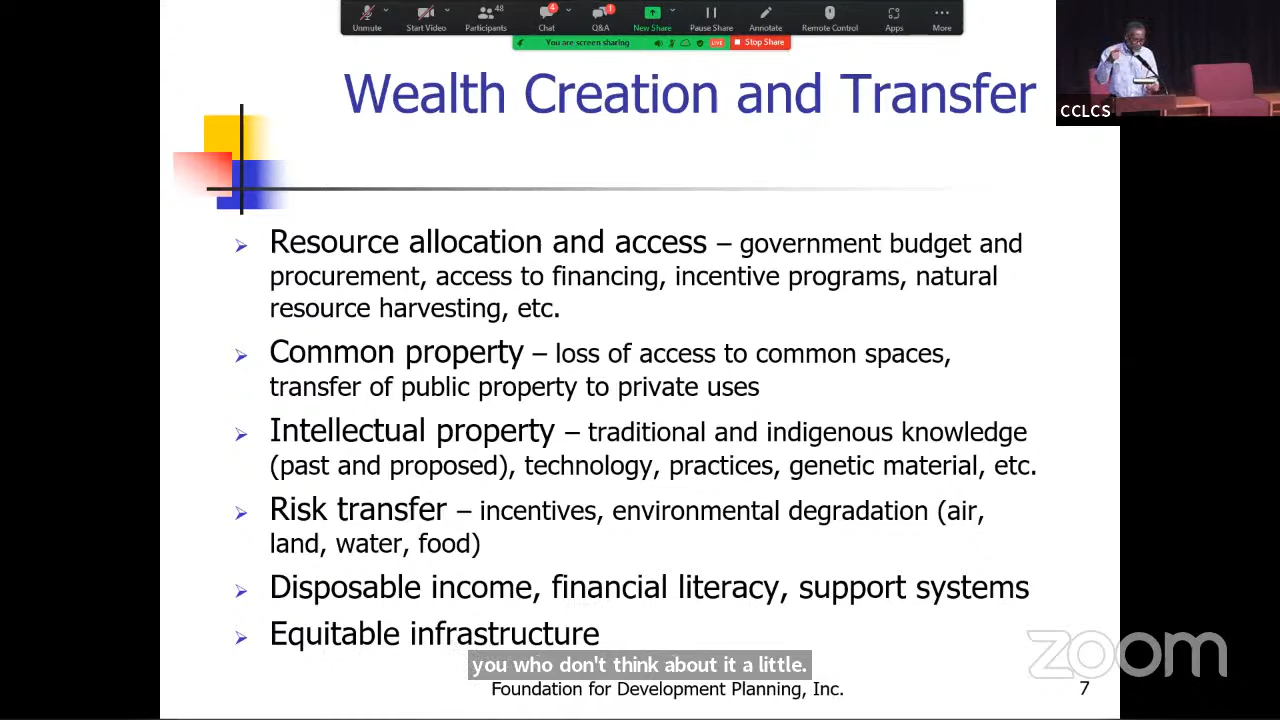 48
4
1
Unmute
Start Video
Participants
Chat
Q&A
New Share
Pause Share
Annotate
Remote Control
Apps
More
You are screen sharing
LIVE
Stop Share
Wealth Creation and Transfer
CCLCS
➢ Resource allocation and access – government budget and
procurement, access to financing, incentive programs, natural
resource harvesting, etc.
➢ Common property – loss of access to common spaces,
transfer of public property to private uses
➢ Intellectual property – traditional and indigenous knowledge
(past and proposed), technology, practices, genetic material, etc.
➢ Risk transfer – incentives, environmental degradation (air,
land, water, food)
➢ Disposable income, financial literacy, support systems
➢ Equitable infrastructure
you who don't think about it a little.
zoom
Foundation for Development Planning, Inc.
7